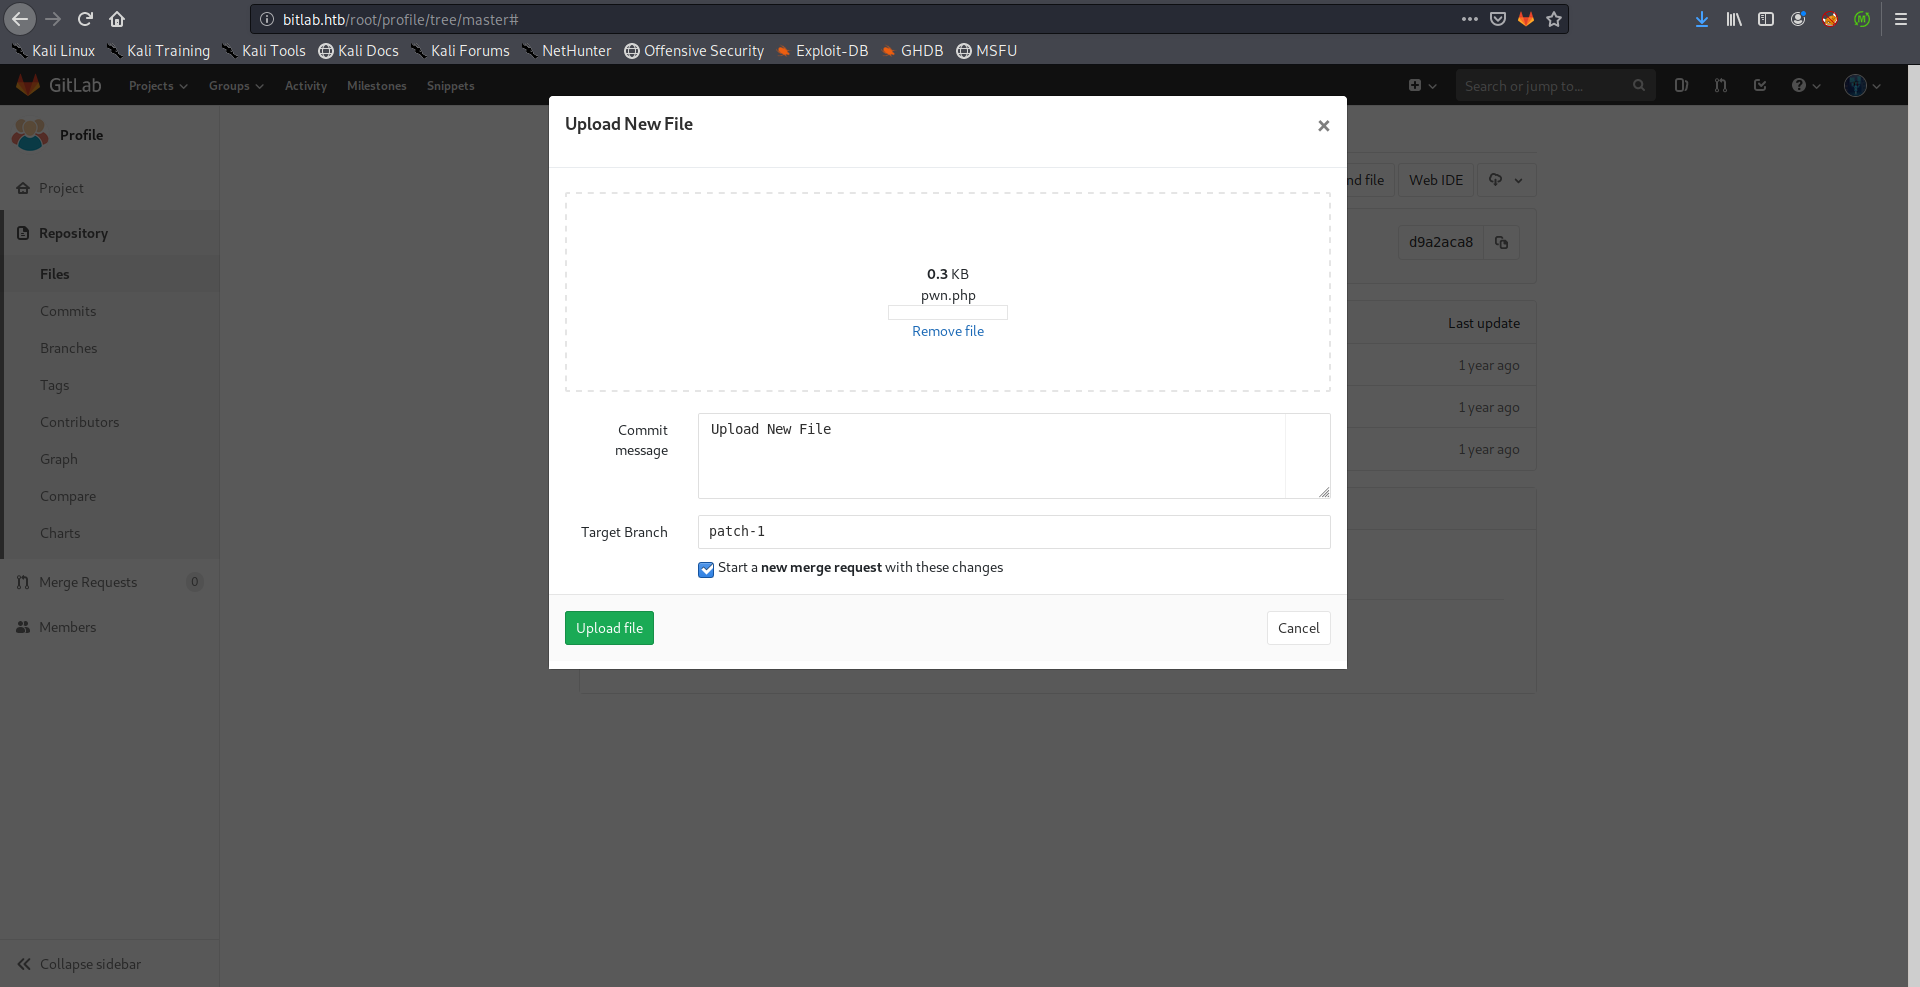 bitlab.htb/root/profile/tree/master#
Kali Linux Kali Training Kali Tools Kali Docs Kali Forums NetHunter Offensive Security Exploit-DB GHDB MSFU
GitLab Projects Groups Activity Milestones Snippets Search or jump to...
Upload New File
×
Profile
Project
nd file Web IDE
Repository
d9a2aca8
Files
0.3 KB
pwn.php
Commits
Last update
Remove file
Branches
1 year ago
Tags
1 year ago
Contributors
Commit message
Upload New File
1 year ago
Graph
Compare
Charts
Target Branch
patch-1
Start a new merge request with these changes
Merge Requests 0
Members
Upload file
Cancel
Collapse sidebar